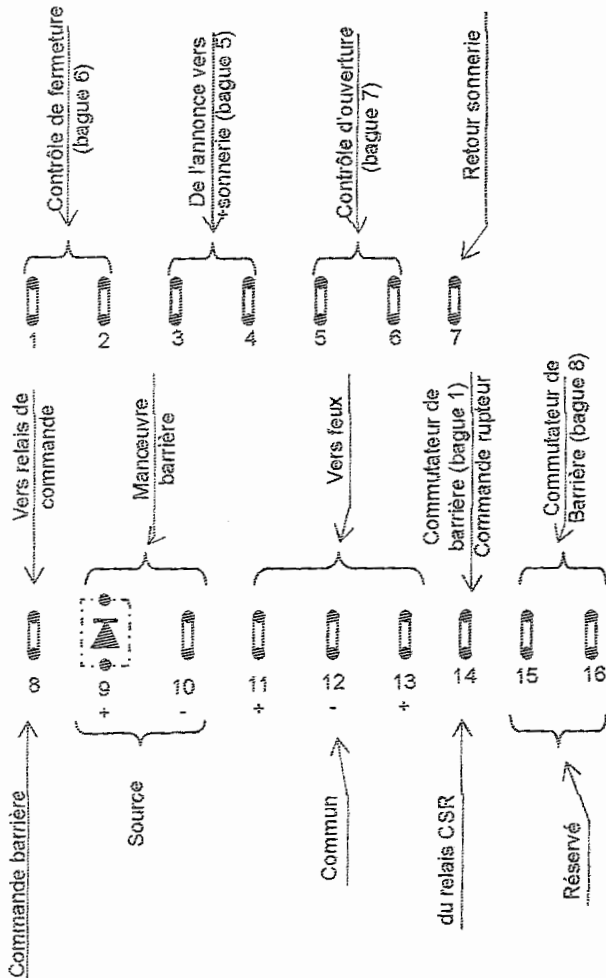 Contrôle de fermeture
(bague 6)
1
2
De l'annonce vers
+sonnerie (bague 5)
3
4
Contrôle d'ouverture
(bague 7)
5
6
Retour sonnerie
7
Commande barrière
8
Vers relais de
commande
Source
+ 9
- 10
Manœuvre
barrière
Commun
+ 11
- 12
+ 13
Vers feux
du relais CSR
14
Commutateur de
barrière (bague 1)
Commande rupteur
Réservé
15
16
Commutateur de
Barrière (bague 8)